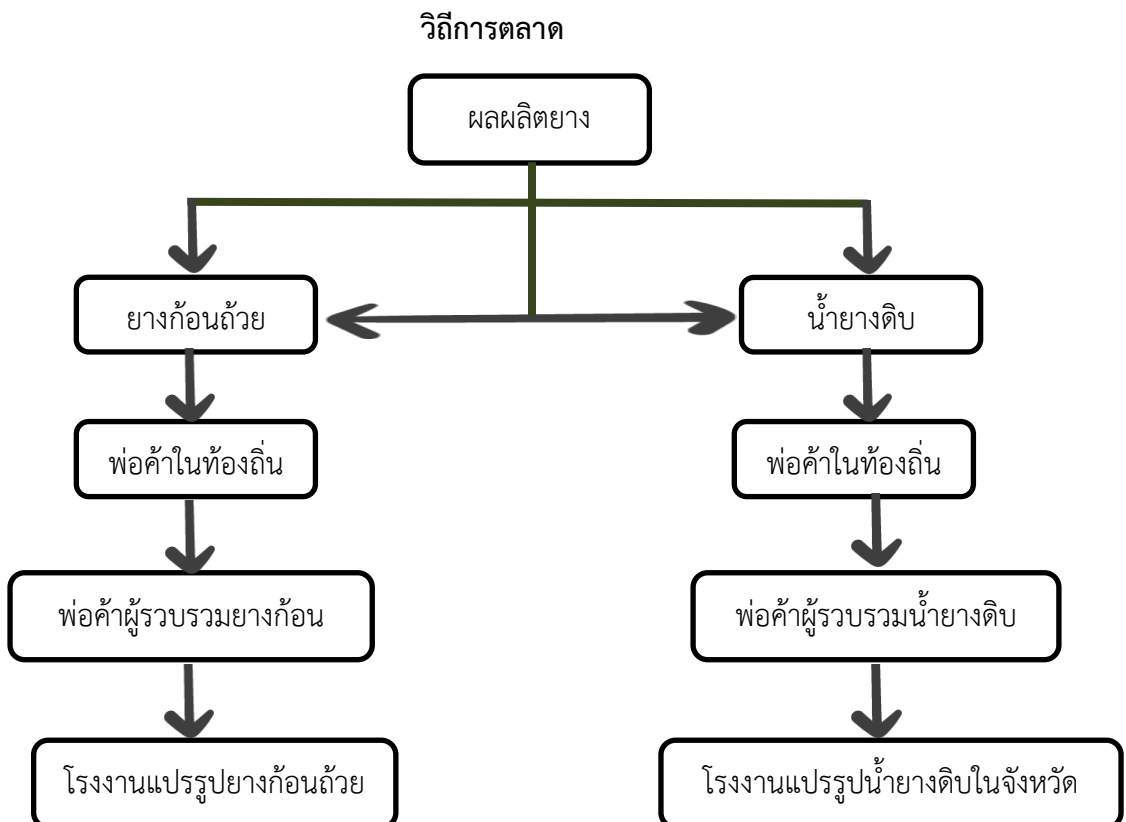 วิถีการตลาด
ผลผลิตยาง
ยางก้อนถ้วย
น้ำยางดิบ
พ่อค้าในท้องถิ่น
พ่อค้าในท้องถิ่น
พ่อค้าผู้รวบรวมยางก้อน
พ่อค้าผู้รวบรวมน้ำยางดิบ
โรงงานแปรรูปยางก้อนถ้วย
โรงงานแปรรูปน้ำยางดิบในจังหวัด